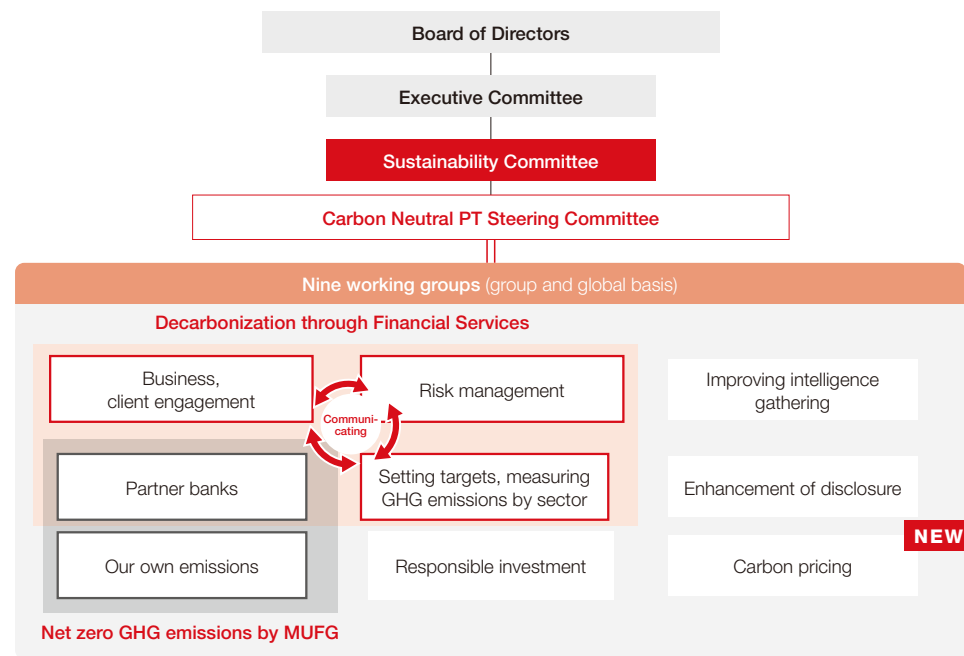 Board of Directors
Executive Committee
Sustainability Committee
Carbon Neutral PT Steering Committee
Nine working groups (group and global basis)
Decarbonization through Financial Services
Business,
client engagement
Risk management
Improving intelligence
gathering
Communi-
cating
Partner banks
Setting targets, measuring
GHG emissions by sector
Enhancement of disclosure
NEW
Our own emissions
Responsible investment
Carbon pricing
Net zero GHG emissions by MUFG